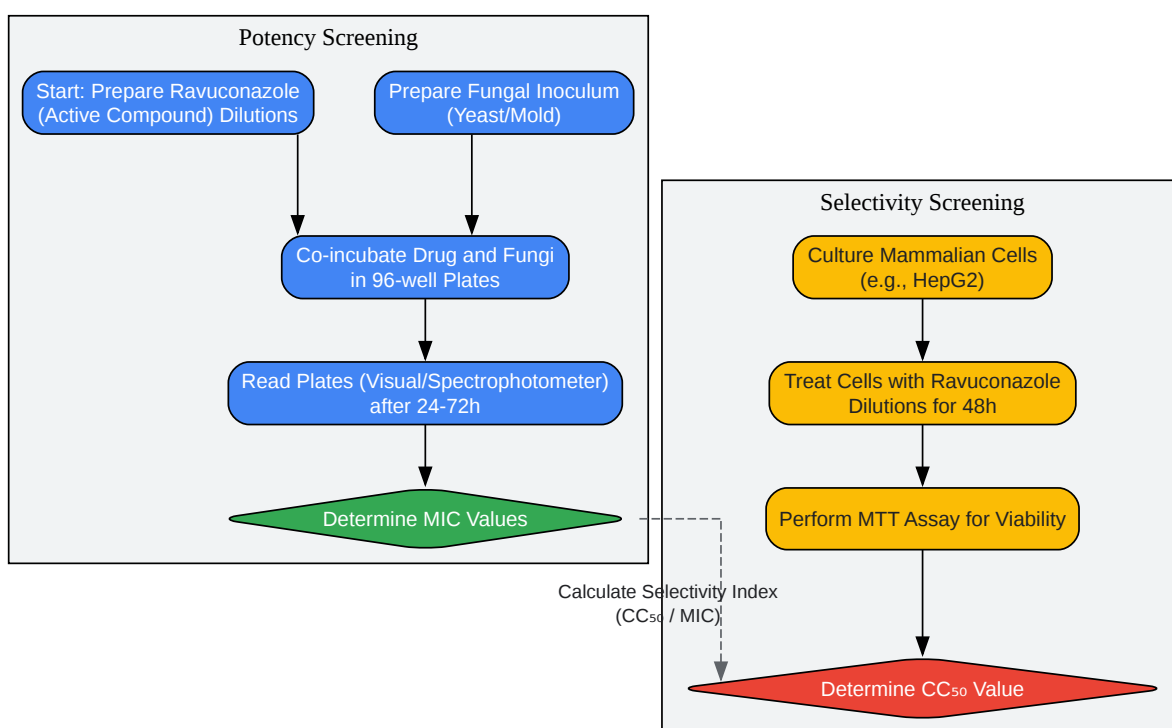 Potency Screening
Start: Prepare Ravuconazole
(Active Compound) Dilutions
Prepare Fungal Inoculum
(Yeast/Mold)
Co-incubate Drug and Fungi
in 96-well Plates
Read Plates (Visual/Spectrophotometer)
after 24-72h
Determine MIC Values
Calculate Selectivity Index
(CC₅₀ / MIC)
Selectivity Screening
Culture Mammalian Cells
(e.g., HepG2)
Treat Cells with Ravuconazole
Dilutions for 48h
Perform MTT Assay for Viability
Determine CC₅₀ Value